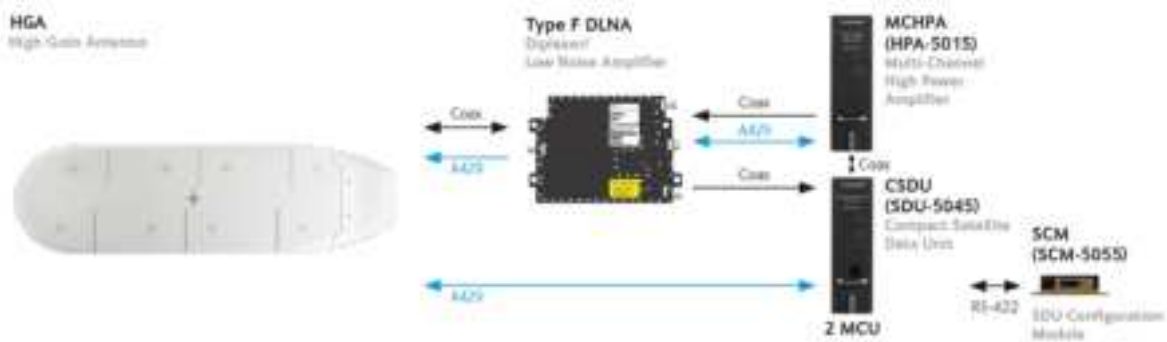 HGA
High Gain Antenna
Type F DLNA
Diplexer/
Low Noise Amplifier
MCHPA
(HPA-5015)
Multi-Channel
High Power
Amplifier
Coax
A429
Coax
A429
Coax
Coax
CSDU
(SDU-5045)
Compact Satellite
Data Unit
A429
2 MCU
SCM
(SCM-5055)
RS-422
SDU Configuration
Module